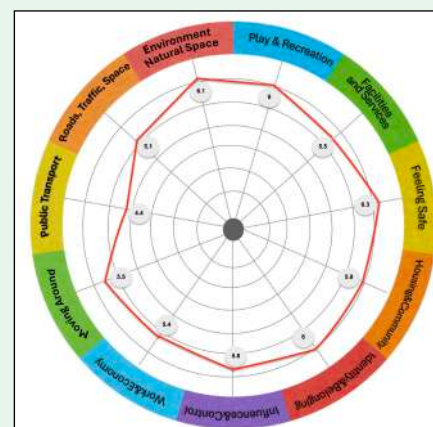 Environment
Natural Space
6.1
Play & Recreation
6
Facilities
and Services
5.5
Feeling Safe
6.3
Housing&Community
5.9
Identity&Belonging
6
Influence&Control
5.6
Work&Economy
5.4
Moving Around
5.5
Public Transport
4.4
Roads, Traffic, Space
5.1